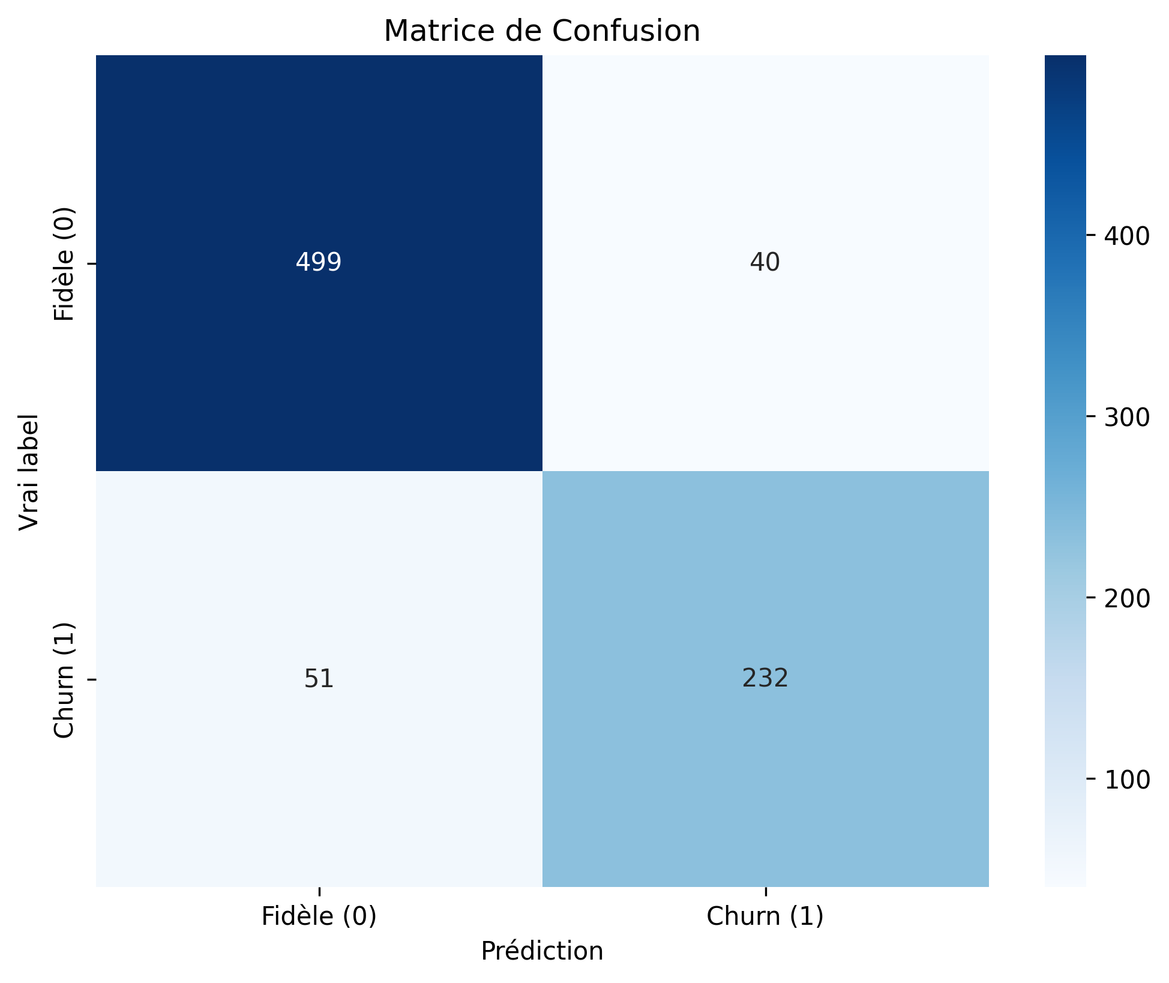 Matrice de Confusion
Fidèle (0)
Churn (1)
Vrai label
499
40
51
232
Fidèle (0)
Churn (1)
Prédiction
400
300
200
100